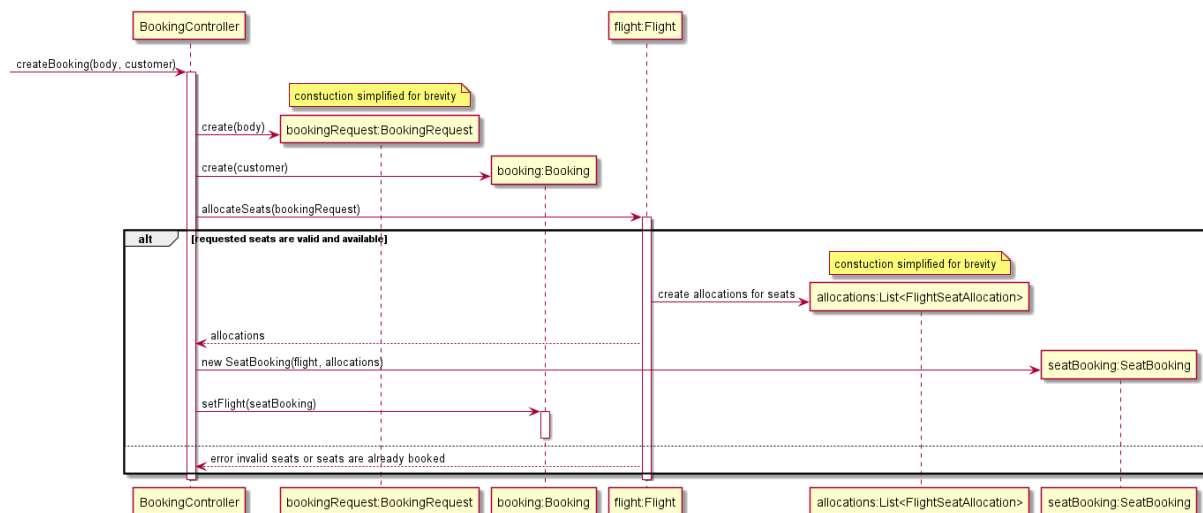 BookingController
flight:Flight
createBooking(body, customer)
constuction simplified for brevity
create(body)
bookingRequest:BookingRequest
create(customer)
booking:Booking
allocateSeats(bookingRequest)
alt
[requested seats are valid and available]
constuction simplified for brevity
create allocations for seats
allocations:List<FlightSeatAllocation>
allocations
new SeatBooking(flight, allocations)
seatBooking:SeatBooking
setFlight(seatBooking)
error invalid seats or seats are already booked
BookingController
bookingRequest:BookingRequest
booking:Booking
flight:Flight
allocations:List<FlightSeatAllocation>
seatBooking:SeatBooking